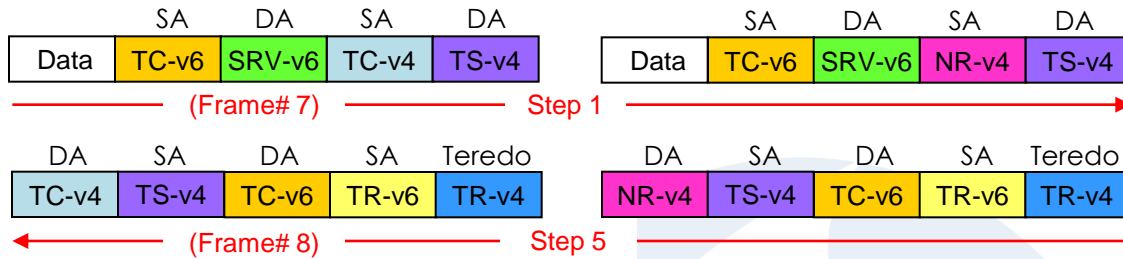 SA DA SA DA SA DA SA DA
Data TC-v6 SRV-v6 TC-v4 TS-v4 Data TC-v6 SRV-v6 NR-v4 TS-v4
(Frame# 7) Step 1
DA SA DA SA Teredo DA SA DA SA Teredo
TC-v4 TS-v4 TC-v6 TR-v6 TR-v4 NR-v4 TS-v4 TC-v6 TR-v6 TR-v4
(Frame# 8) Step 5